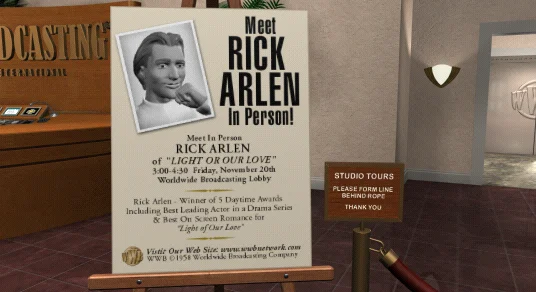 DCASTING
Meet
RICK
ARLEN
In Person!
Meet In Person
RICK ARLEN
of "LIGHT OR OUR LOVE"
3:00-4:30 Friday, November 20th
Worldwide Broadcasting Lobby
Rick Arlen - Winner of 5 Daytime Awards
Including Best Leading Actor in a Drama Series
& Best On Screen Romance for
"Light of Our Love"
Visit Our Web Site: www.wwbnetwork.com
WWB ©1954 Worldwide Broadcasting Company
STUDIO TOURS
PLEASE FORM LINE
BEHIND ROPE
THANK YOU
WWB